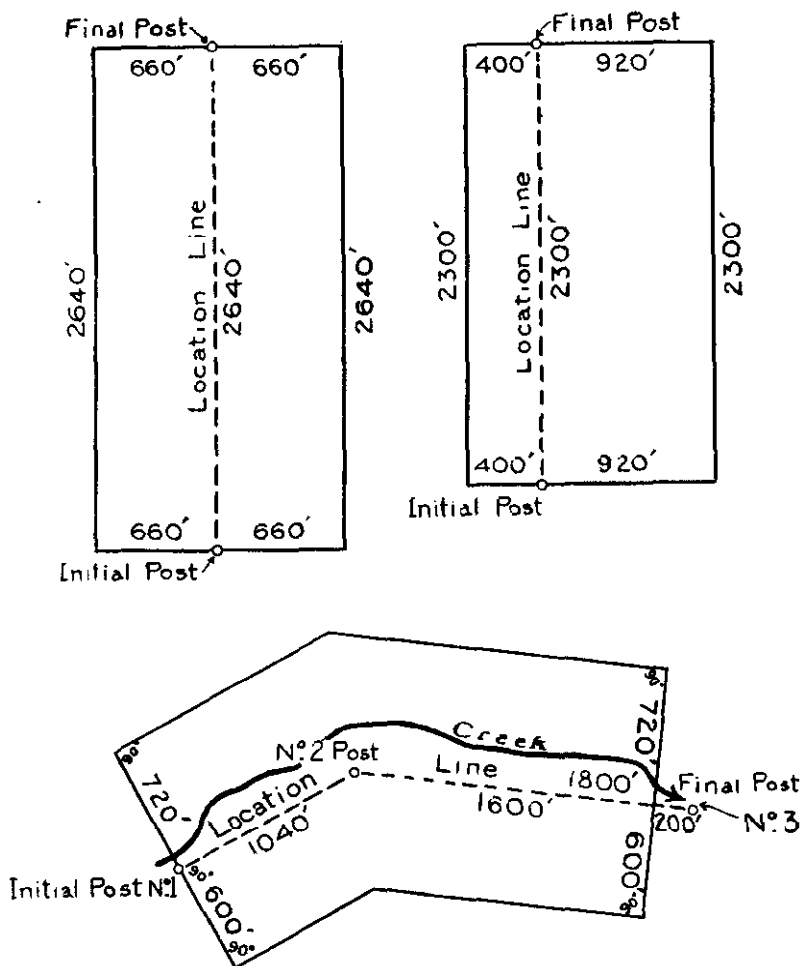 Final Post
660′ 660′
Location Line
2640′
2640′
2640′
660′ 660′
Initial Post
Final Post
400′ 920′
Location Line
2300′
2300′
2300′
400′ 920′
Initial Post
90°
720′
Initial Post No.1
90°
600′
90°
Location
1040′
No.2 Post
Creek
Line
1600′
1800′
90°
720′
Final Post
200′
No.3
600′
90°